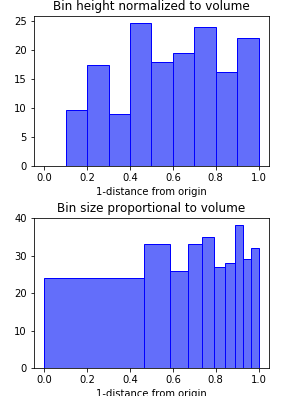 Bin height normalized to volume
25
20
15
10
5
0
0.0 0.2 0.4 0.6 0.8 1.0
1-distance from origin
Bin size proportional to volume
40
30
20
10
0
0.0 0.2 0.4 0.6 0.8 1.0
1-distance from origin